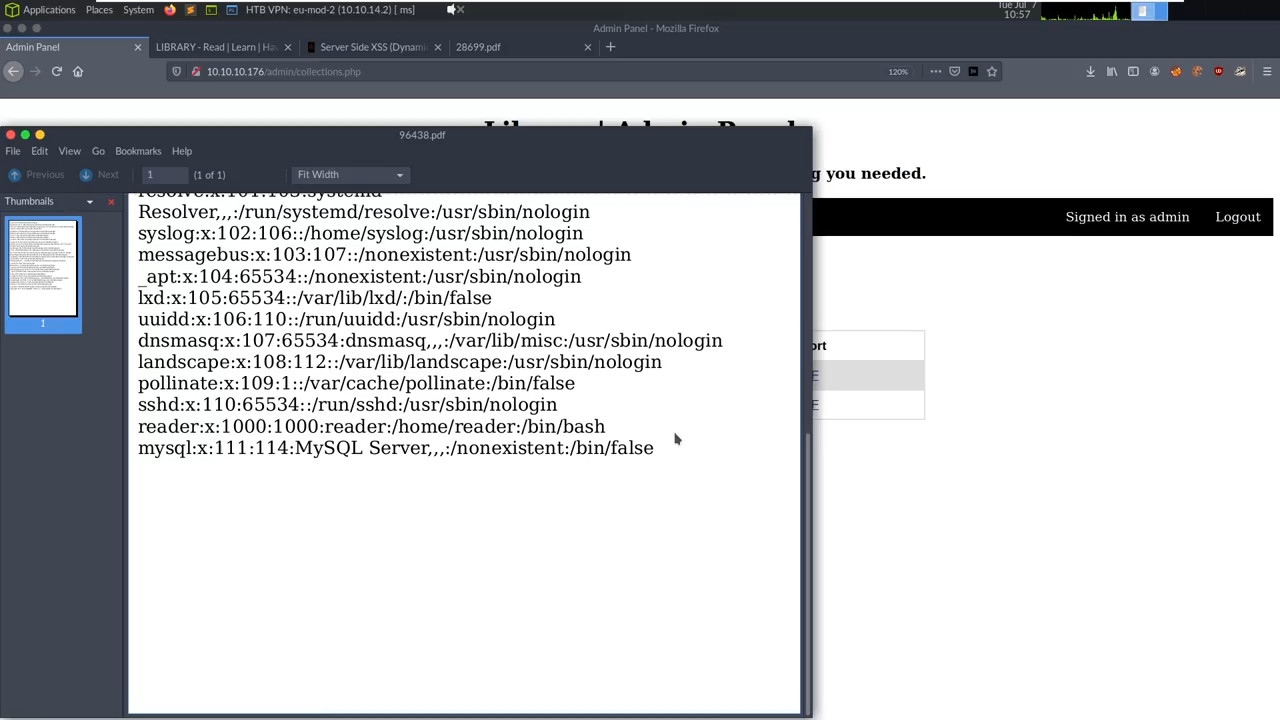 Applications Places System HTB VPN: eu-mod-2 (10.10.14.2) [ ms]
Tue Jul 7
10:57
Admin Panel - Mozilla Firefox
Admin Panel
LIBRARY - Read | Learn | Ha
Server Side XSS (Dynami
28699.pdf
10.10.10.176/admin/collections.php
120%
96438.pdf
File Edit View Go Bookmarks Help
Previous Next 1 (1 of 1) Fit Width
Thumbnails
1
Resolver,,,:/run/systemd/resolve:/usr/sbin/nologin
syslog:x:102:106::/home/syslog:/usr/sbin/nologin
messagebus:x:103:107::/nonexistent:/usr/sbin/nologin
_apt:x:104:65534::/nonexistent:/usr/sbin/nologin
lxd:x:105:65534::/var/lib/lxd/:/bin/false
uuidd:x:106:110::/run/uuidd:/usr/sbin/nologin
dnsmasq:x:107:65534:dnsmasq,,,:/var/lib/misc:/usr/sbin/nologin
landscape:x:108:112::/var/lib/landscape:/usr/sbin/nologin
pollinate:x:109:1::/var/cache/pollinate:/bin/false
sshd:x:110:65534::/run/sshd:/usr/sbin/nologin
reader:x:1000:1000:reader:/home/reader:/bin/bash
mysql:x:111:114:MySQL Server,,,:/nonexistent:/bin/false
g you needed.
Signed in as admin Logout
ort
E
E